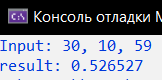 Консоль отладки М
Input: 30, 10, 59
result: 0.526527